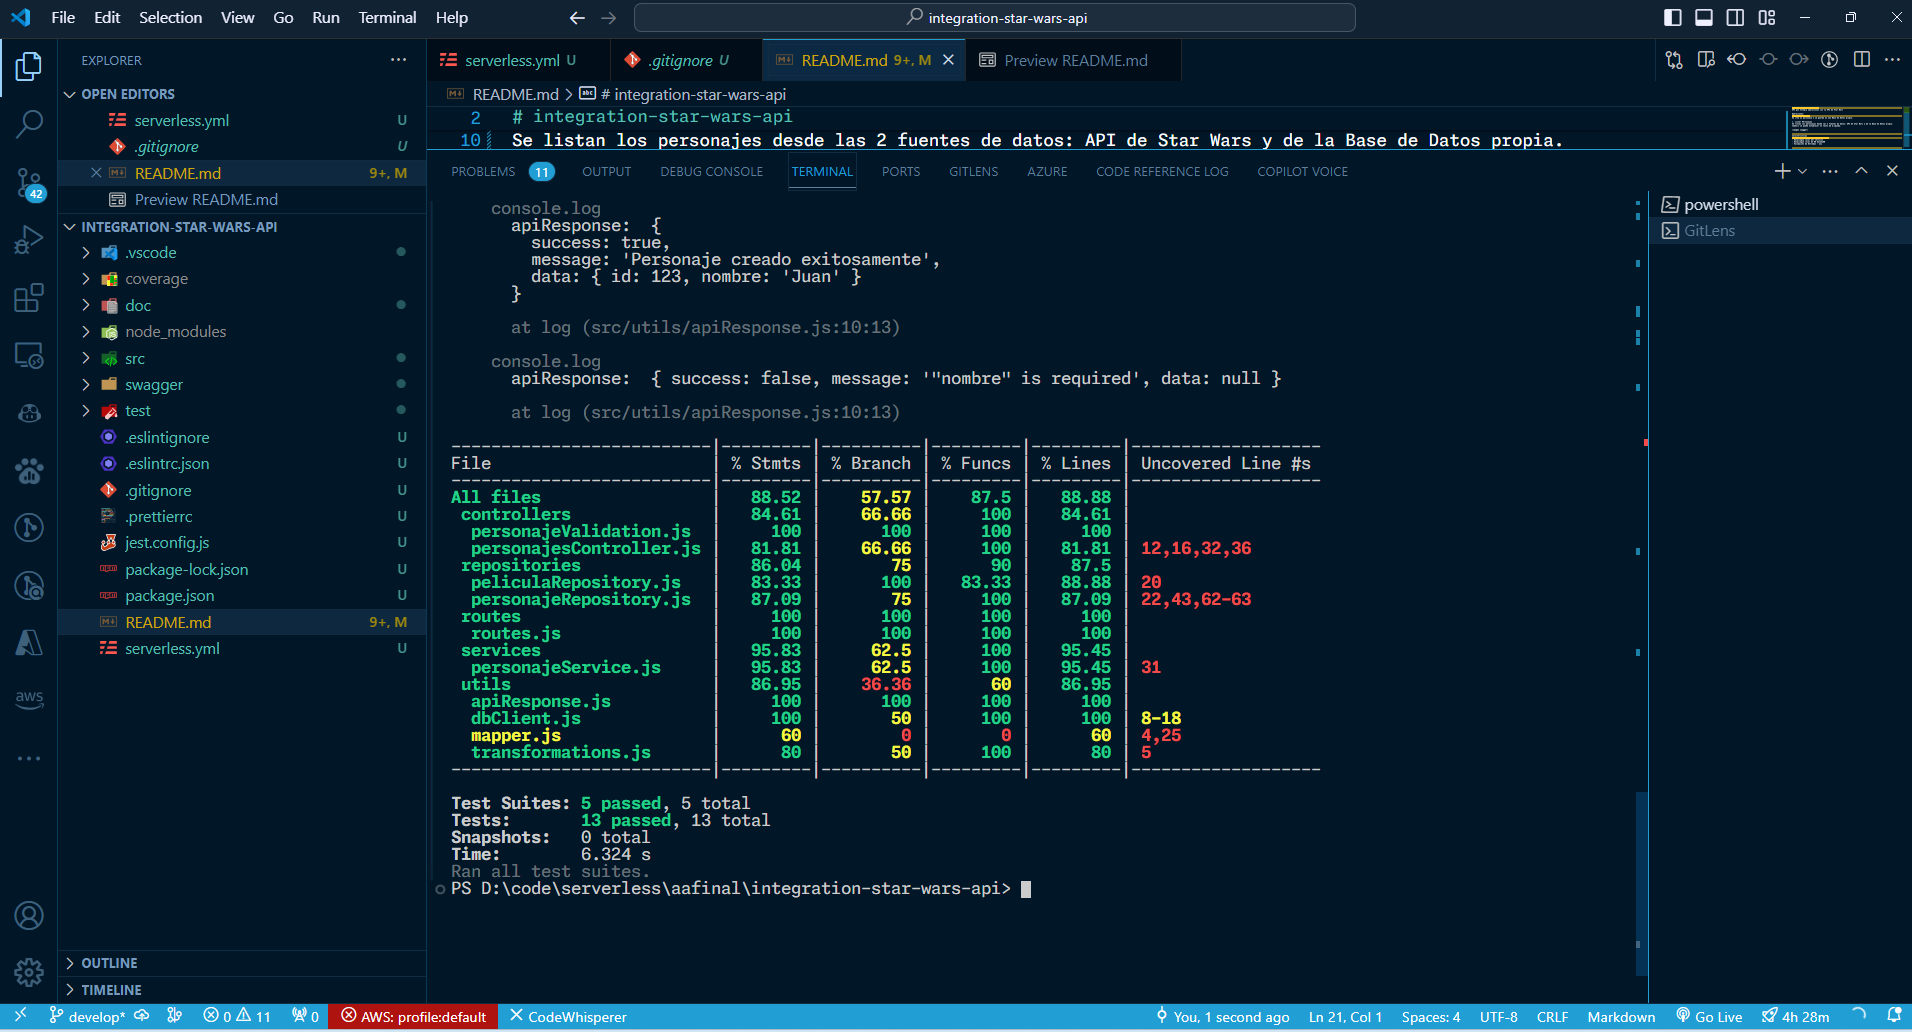 File Edit Selection View Go Run Terminal Help
integration-star-wars-api
EXPLORER
OPEN EDITORS
serverless.yml U
.gitignore U
README.md 9+, M
Preview README.md
INTEGRATION-STAR-WARS-API
.vscode
coverage
doc
node_modules
src
swagger
test
.eslintignore U
.eslintrc.json U
.gitignore U
.prettierrc U
jest.config.js U
package-lock.json U
package.json U
README.md 9+, M
serverless.yml U
OUTLINE
TIMELINE
42
aws
serverless.yml U
.gitignore U
README.md 9+, M
Preview README.md
README.md > # integration-star-wars-api
2 # integration-star-wars-api
10 Se listan los personajes desde las 2 fuentes de datos: API de Star Wars y de la Base de Datos propia.
PROBLEMS 11 OUTPUT DEBUG CONSOLE TERMINAL PORTS GITLENS AZURE CODE REFERENCE LOG COPILOT VOICE
powershell
GitLens
console.log
apiResponse: {
success: true,
message: 'Personaje creado exitosamente',
data: { id: 123, nombre: 'Juan' }
}
at log (src/utils/apiResponse.js:10:13)
console.log
apiResponse: { success: false, message: '"nombre" is required', data: null }
at log (src/utils/apiResponse.js:10:13)
--------------------------|---------|----------|---------|---------|-------------------
File | % Stmts | % Branch | % Funcs | % Lines | Uncovered Line #s
--------------------------|---------|----------|---------|---------|-------------------
All files | 88.52 | 57.57 | 87.5 | 88.88 |
controllers | 84.61 | 66.66 | 100 | 84.61 |
personajeValidation.js | 100 | 100 | 100 | 100 |
personajesController.js | 81.81 | 66.66 | 100 | 81.81 | 12,16,32,36
repositories | 86.04 | 75 | 90 | 87.5 |
peliculaRepository.js | 83.33 | 100 | 83.33 | 88.88 | 20
personajeRepository.js | 87.09 | 75 | 100 | 87.09 | 22,43,62-63
routes | 100 | 100 | 100 | 100 |
routes.js | 100 | 100 | 100 | 100 |
services | 95.83 | 62.5 | 100 | 95.45 |
personajeService.js | 95.83 | 62.5 | 100 | 95.45 | 31
utils | 86.95 | 36.36 | 60 | 86.95 |
apiResponse.js | 100 | 100 | 100 | 100 |
dbClient.js | 100 | 50 | 100 | 100 | 8-18
mapper.js | 60 | 0 | 0 | 60 | 4,25
transformations.js | 80 | 50 | 100 | 80 | 5
--------------------------|---------|----------|---------|---------|-------------------
Test Suites: 5 passed, 5 total
Tests: 13 passed, 13 total
Snapshots: 0 total
Time: 6.324 s
Ran all test suites.
PS D:\code\serverless\aafinal\integration-star-wars-api>
develop* 0 11 0 AWS: profile:default CodeWhisperer You, 1 second ago Ln 21, Col 1 Spaces: 4 UTF-8 CRLF Markdown Go Live 4h 28m